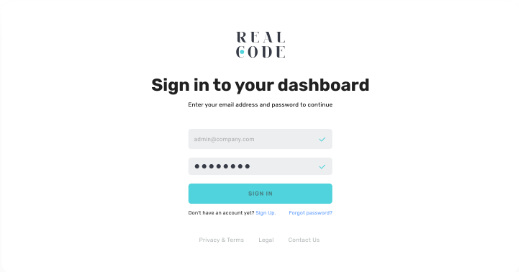 REAL
CODE
Sign in to your dashboard
Enter your email address and password to continue
admin@company.com
SIGN IN
Don't have an account yet? Sign Up. Forgot password?
Privacy & Terms Legal Contact Us